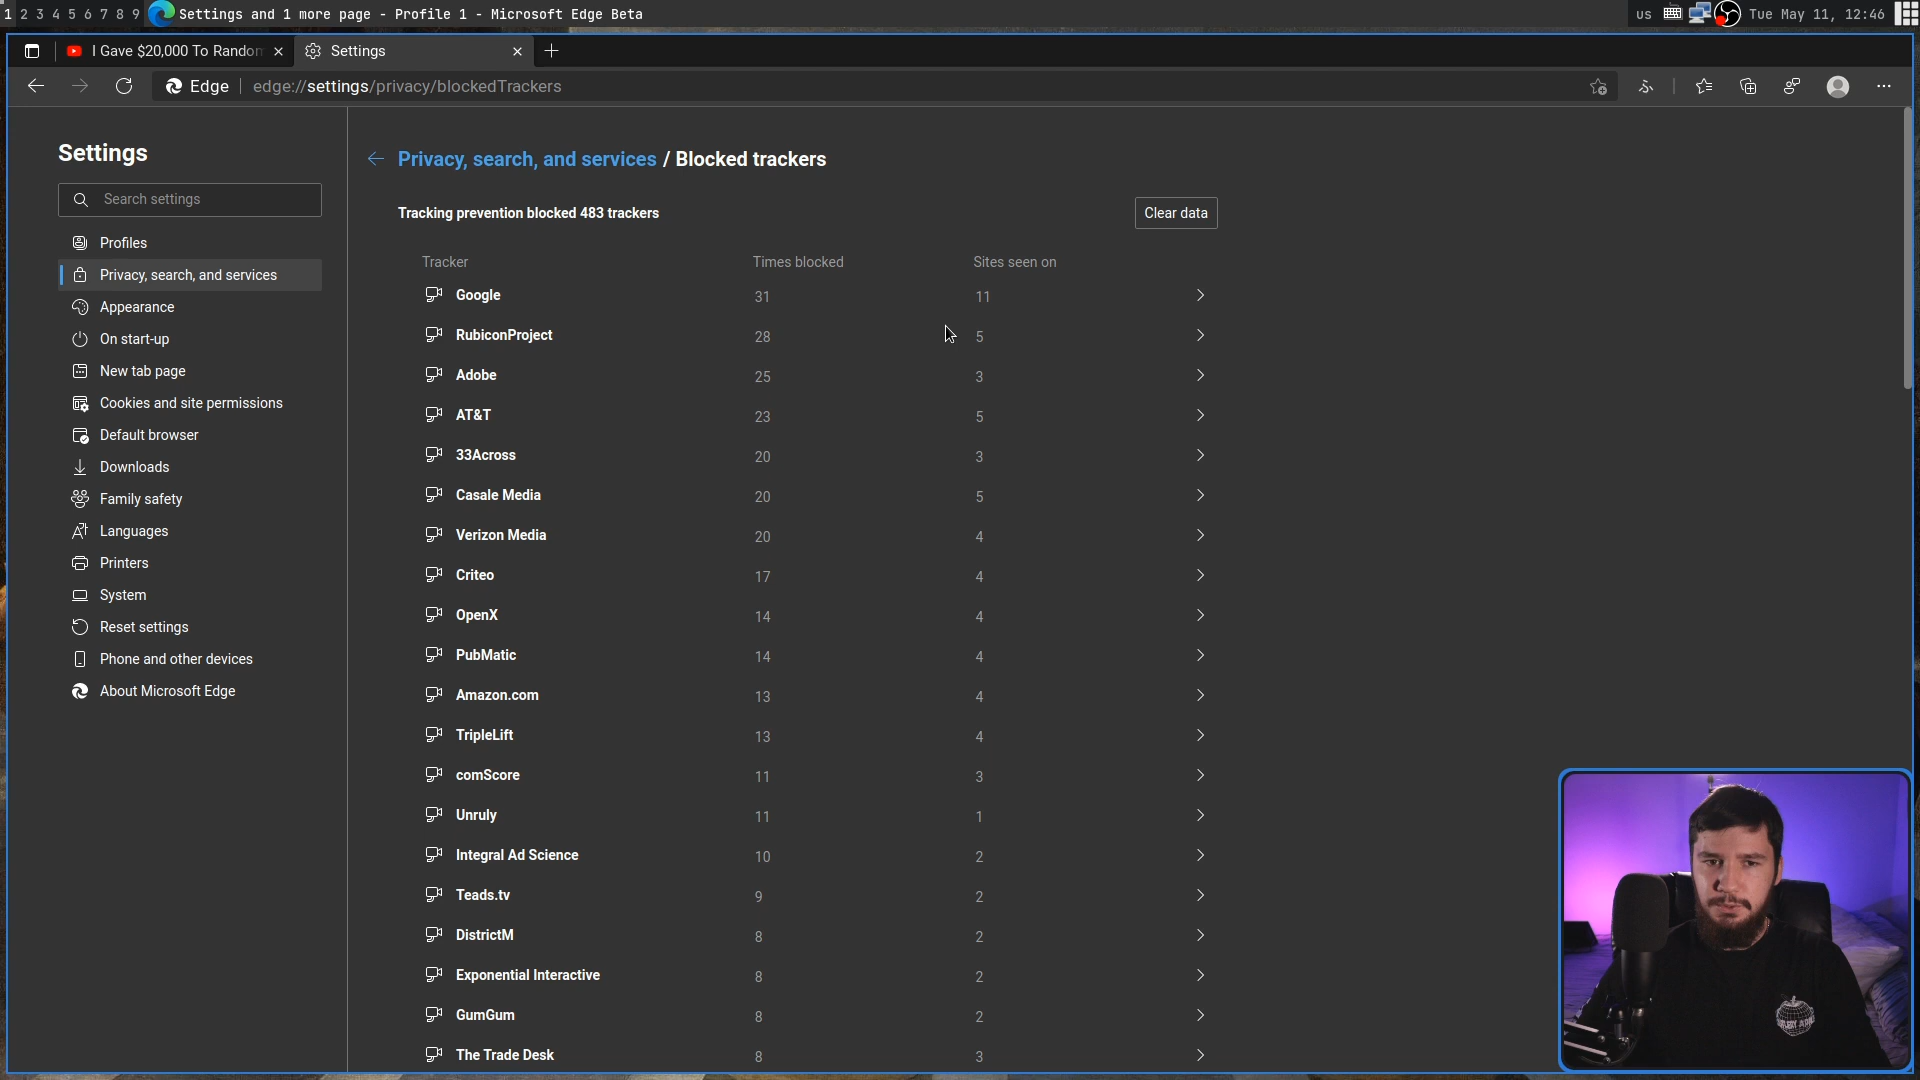 1 2 3 4 5 6 7 8 9 Settings and 1 more page - Profile 1 - Microsoft Edge Beta us Tue May 11, 12:46
I Gave $20,000 To Random Settings
Edge edge://settings/privacy/blockedTrackers
Settings
Search settings
Profiles
Privacy, search, and services
Appearance
On start-up
New tab page
Cookies and site permissions
Default browser
Downloads
Family safety
Languages
Printers
System
Reset settings
Phone and other devices
About Microsoft Edge
Privacy, search, and services / Blocked trackers
Tracking prevention blocked 483 trackers Clear data
Tracker Times blocked Sites seen on
Google 31 11
RubiconProject 28 5
Adobe 25 3
AT&T 23 5
33Across 20 3
Casale Media 20 5
Verizon Media 20 4
Criteo 17 4
OpenX 14 4
PubMatic 14 4
Amazon.com 13 4
TripleLift 13 4
comScore 11 3
Unruly 11 1
Integral Ad Science 10 2
Teads.tv 9 2
DistrictM 8 2
Exponential Interactive 8 2
GumGum 8 2
The Trade Desk 8 3